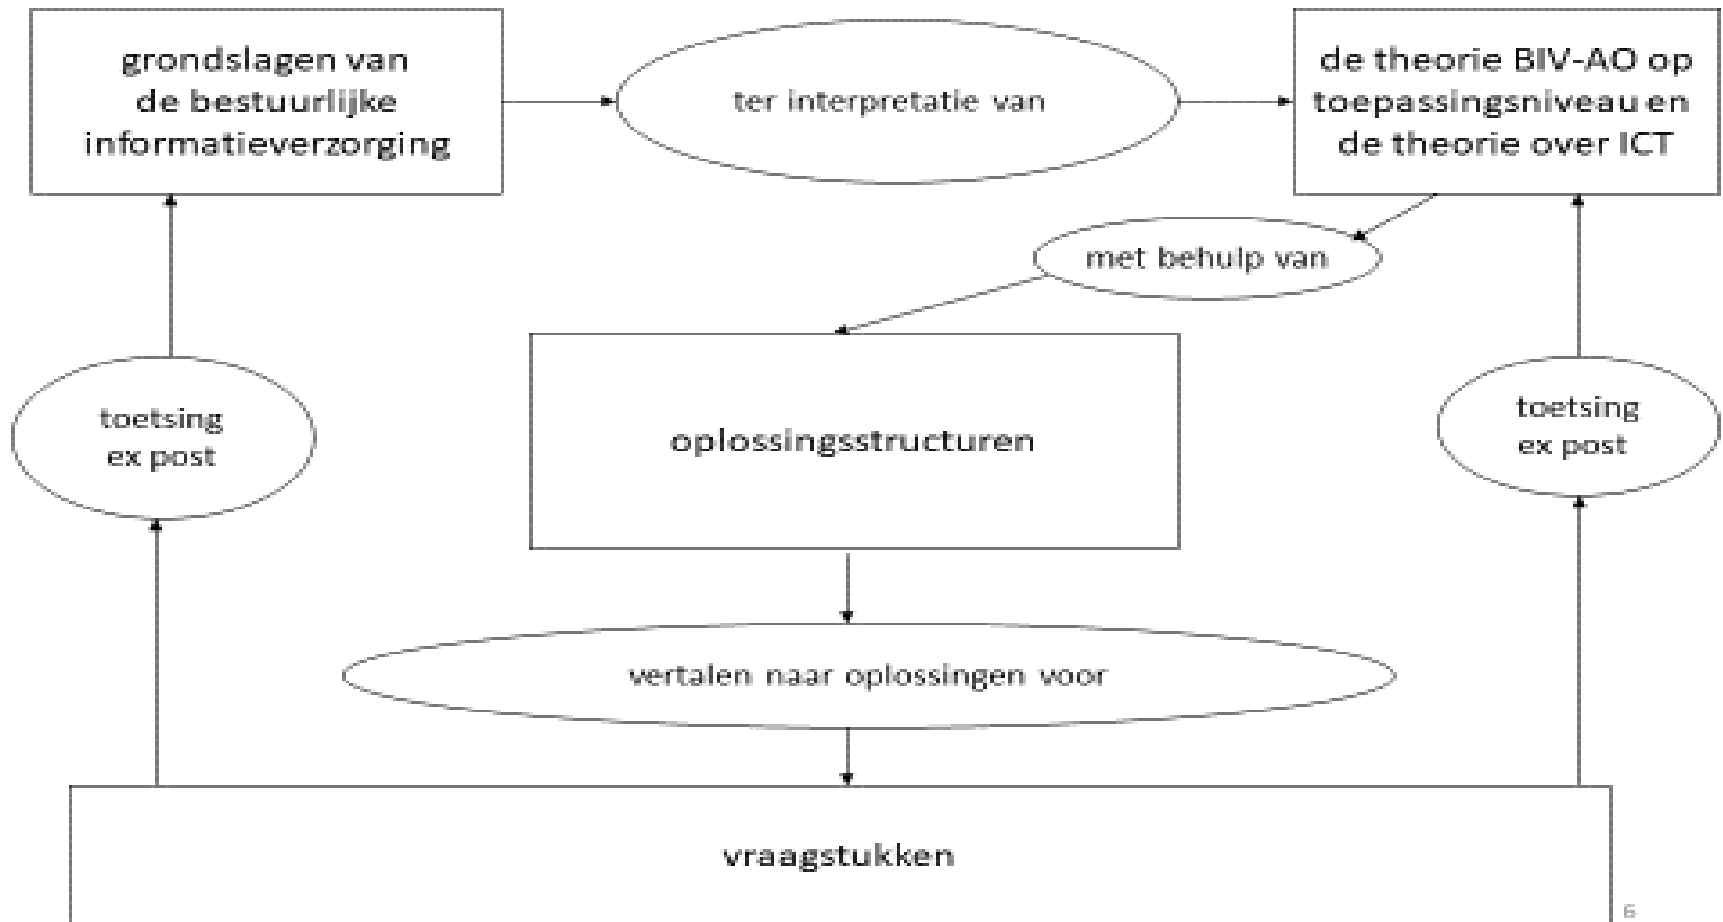 grondslagen van
de bestuurlijke
informatieverzorging
ter interpretatie van
de theorie BIV-AO op
toepassingsniveau en
de theorie over ICT
met behulp van
toetsing
ex post
oplossingsstructuren
toetsing
ex post
vertalen naar oplossingen voor
vraagstukken
6